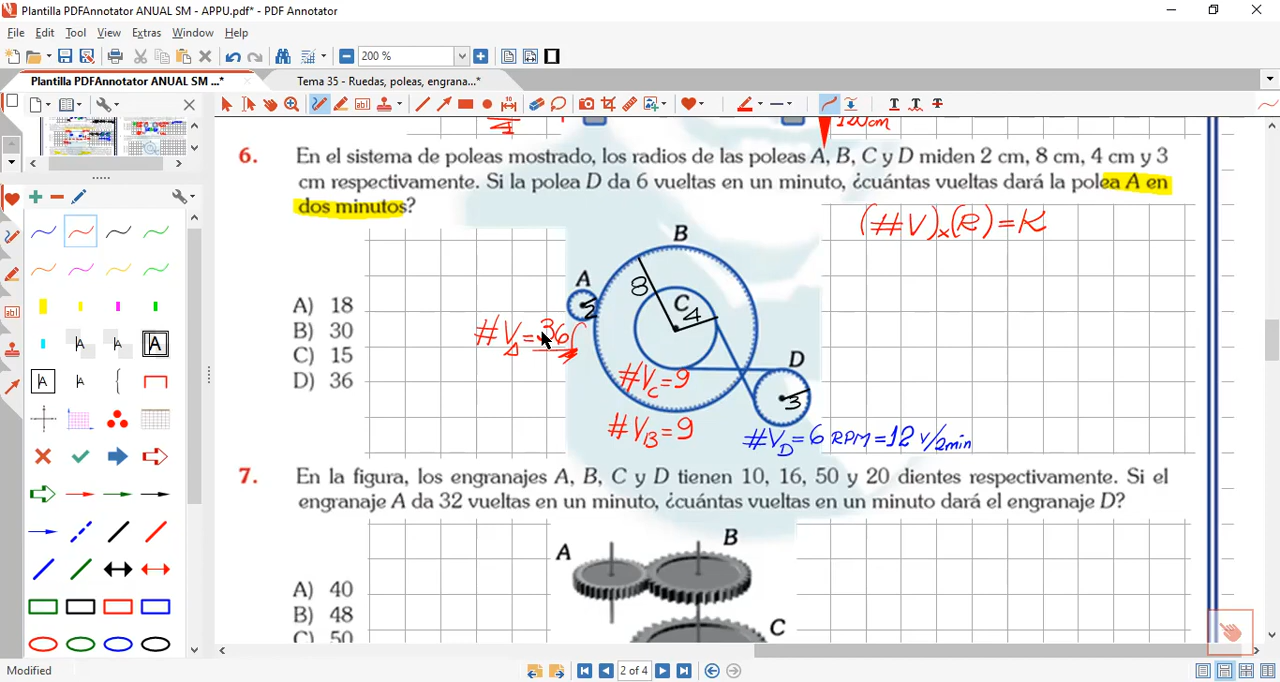 Plantilla PDFAnnotator ANUAL SM - APPU.pdf* - PDF Annotator
File Edit Tool View Extras Window Help
200 %
Plantilla PDFAnnotator ANUAL SM ...*
Tema 35 - Ruedas, poleas, engrana...*
120cm
6. En el sistema de poleas mostrado, los radios de las poleas A, B, C y D miden 2 cm, 8 cm, 4 cm y 3
cm respectivamente. Si la polea D da 6 vueltas en un minuto, ¿cuántas vueltas dará la polea A en
dos minutos?
(#V)x(R)=K
B
A
8
C
4
2
A) 18
B) 30
C) 15
D) 36
#VA=36
D
3
#VC=9
#VB=9
#VD=6 RPM=12 V/2min
7. En la figura, los engranajes A, B, C y D tienen 10, 16, 50 y 20 dientes respectivamente. Si el
engranaje A da 32 vueltas en un minuto, ¿cuántas vueltas en un minuto dará el engranaje D?
A
B
A) 40
B) 48
C) 50
C
Modified
2 of 4